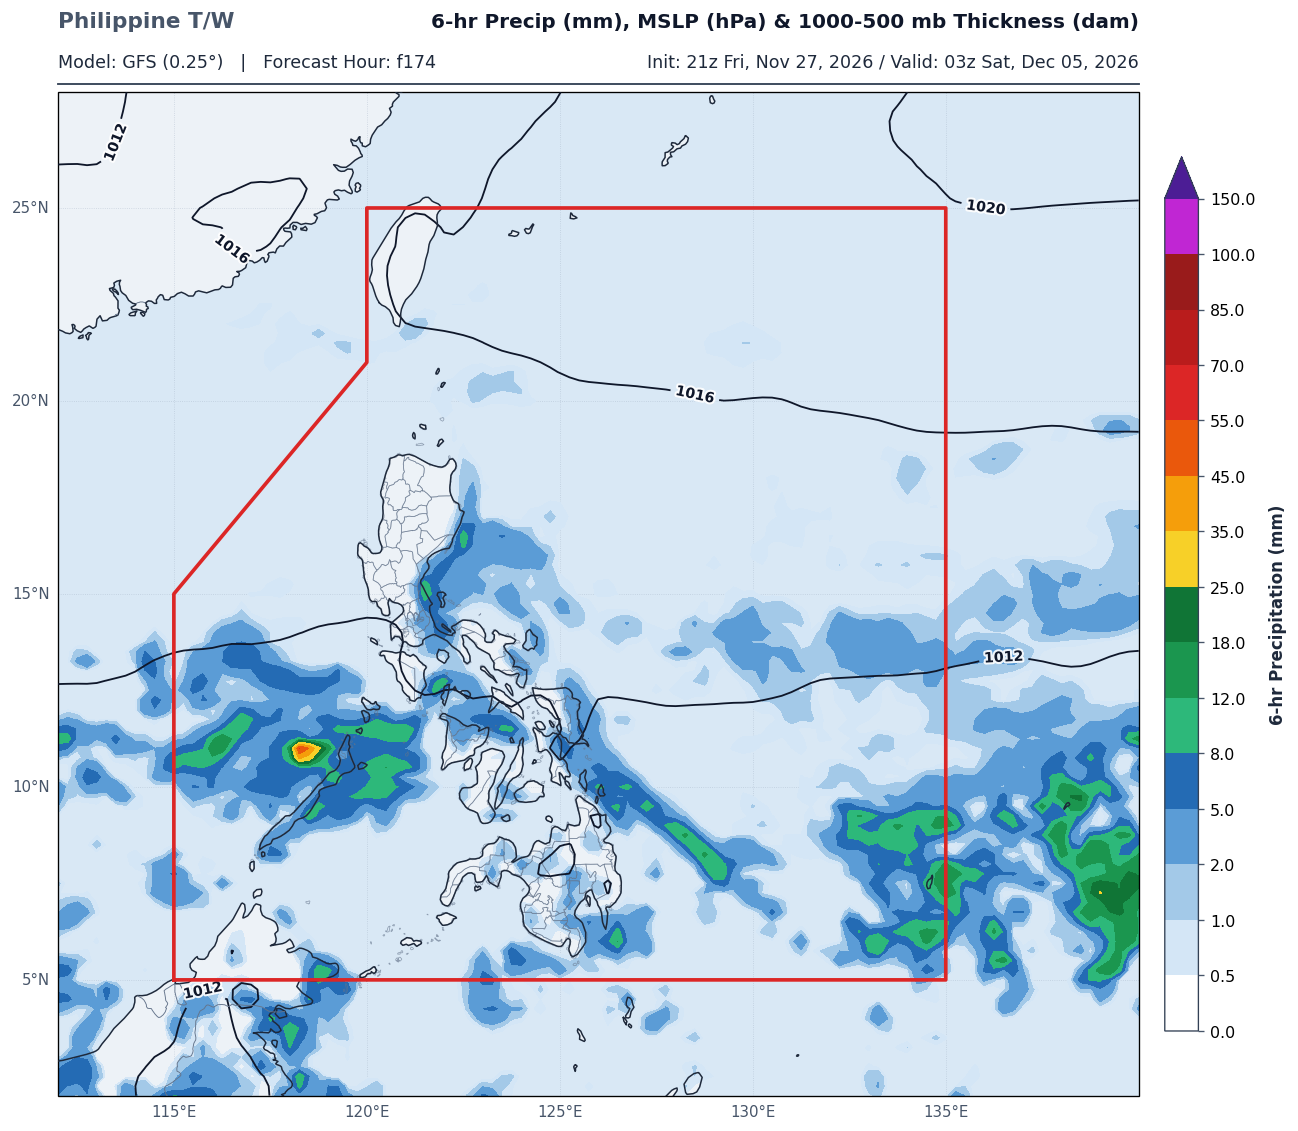 Philippine T/W
6-hr Precip (mm), MSLP (hPa) & 1000-500 mb Thickness (dam)
Model: GFS (0.25°) | Forecast Hour: f174
Init: 21z Fri, Nov 27, 2026 / Valid: 03z Sat, Dec 05, 2026
1012
1016
1020
1016
1012
1012
25°N
20°N
15°N
10°N
5°N
115°E
120°E
125°E
130°E
135°E
150.0
100.0
85.0
70.0
55.0
45.0
35.0
25.0
18.0
12.0
8.0
5.0
2.0
1.0
0.5
0.0
6-hr Precipitation (mm)